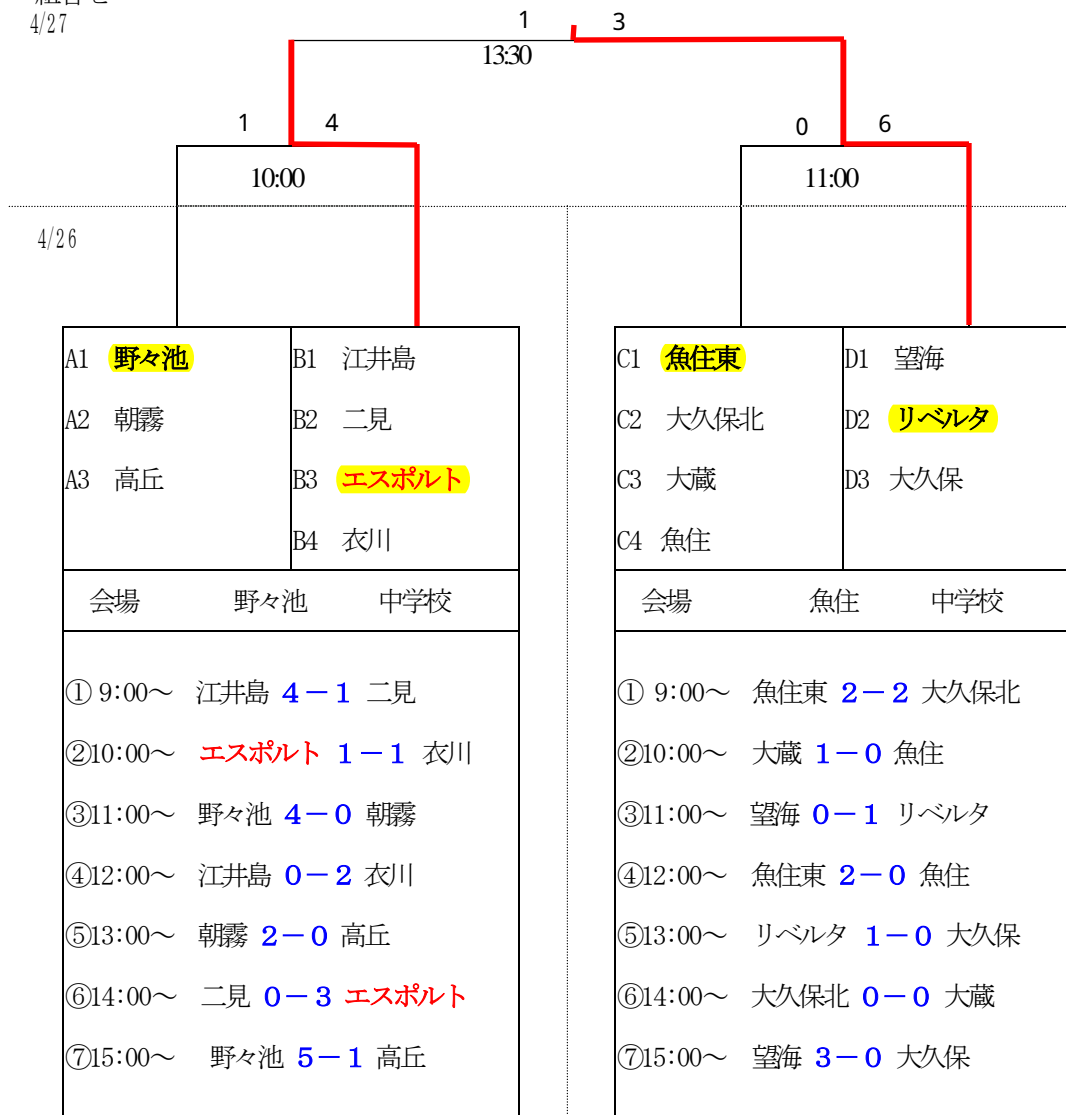 組合せ
4/27
1 3
13:30
1 4
0 6
10:00
11:00
4/26
A1 野々池
A2 朝霧
A3 高丘
B1 江井島
B2 二見
B3 エスポルト
B4 衣川
会場 野々池 中学校
① 9:00～ 江井島 4－1 二見
②10:00～ エスポルト 1－1 衣川
③11:00～ 野々池 4－0 朝霧
④12:00～ 江井島 0－2 衣川
⑤13:00～ 朝霧 2－0 高丘
⑥14:00～ 二見 0－3 エスポルト
⑦15:00～ 野々池 5－1 高丘
C1 魚住東
C2 大久保北
C3 大蔵
C4 魚住
D1 望海
D2 リベルタ
D3 大久保
会場 魚住 中学校
① 9:00～ 魚住東 2－2 大久保北
②10:00～ 大蔵 1－0 魚住
③11:00～ 望海 0－1 リベルタ
④12:00～ 魚住東 2－0 魚住
⑤13:00～ リベルタ 1－0 大久保
⑥14:00～ 大久保北 0－0 大蔵
⑦15:00～ 望海 3－0 大久保